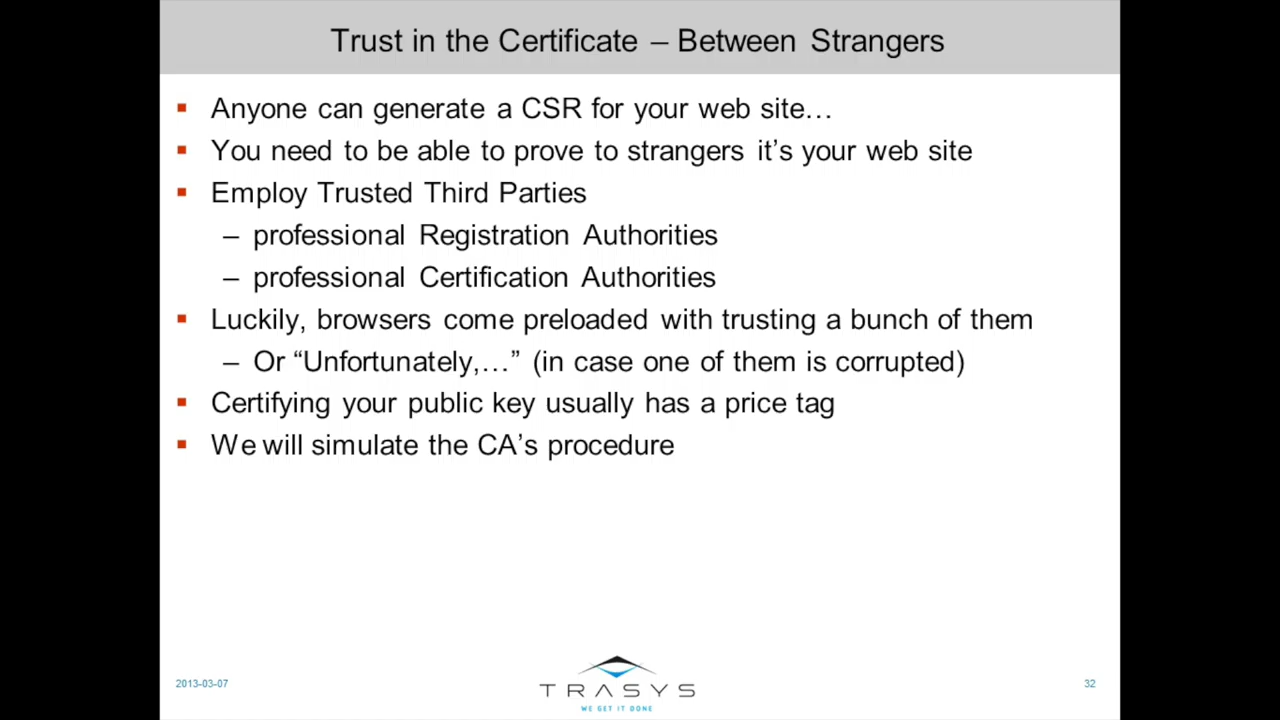 Trust in the Certificate – Between Strangers
Anyone can generate a CSR for your web site…
You need to be able to prove to strangers it’s your web site
Employ Trusted Third Parties
– professional Registration Authorities
– professional Certification Authorities
Luckily, browsers come preloaded with trusting a bunch of them
– Or “Unfortunately,…” (in case one of them is corrupted)
Certifying your public key usually has a price tag
We will simulate the CA’s procedure
2013-03-07
TRASYS
WE GET IT DONE
32